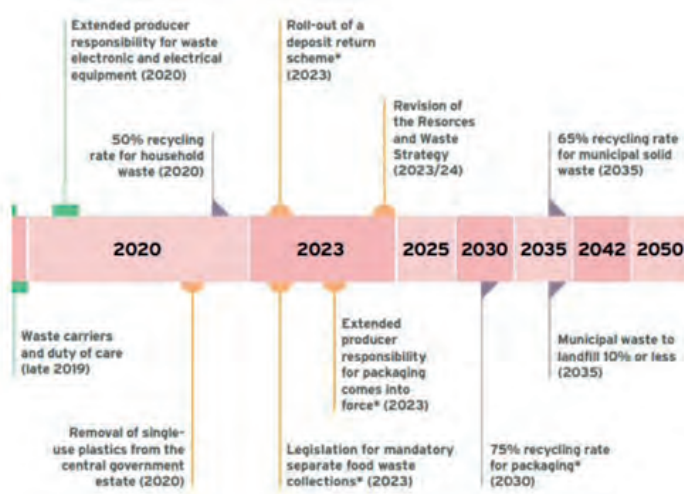 Extended producer
responsibility for waste
electronic and electrical
equipment (2020)
Roll-out of a
deposit return
scheme*
(2023)
50% recycling
rate for household
waste (2020)
Revision of
the Resorces
and Waste
Strategy
(2023/24)
65% recycling rate
for municipal solid
waste (2035)
2020
2023
2025
2030
2035
2042
2050
Waste carriers
and duty of care
(late 2019)
Removal of single-
use plastics from the
central government
estate (2020)
Legislation for mandatory
separate food waste
collections* (2023)
Extended
producer
responsibility
for packaging
comes into
force* (2023)
75% recycling rate
for packaging*
(2030)
Municipal waste to
landfill 10% or less
(2035)